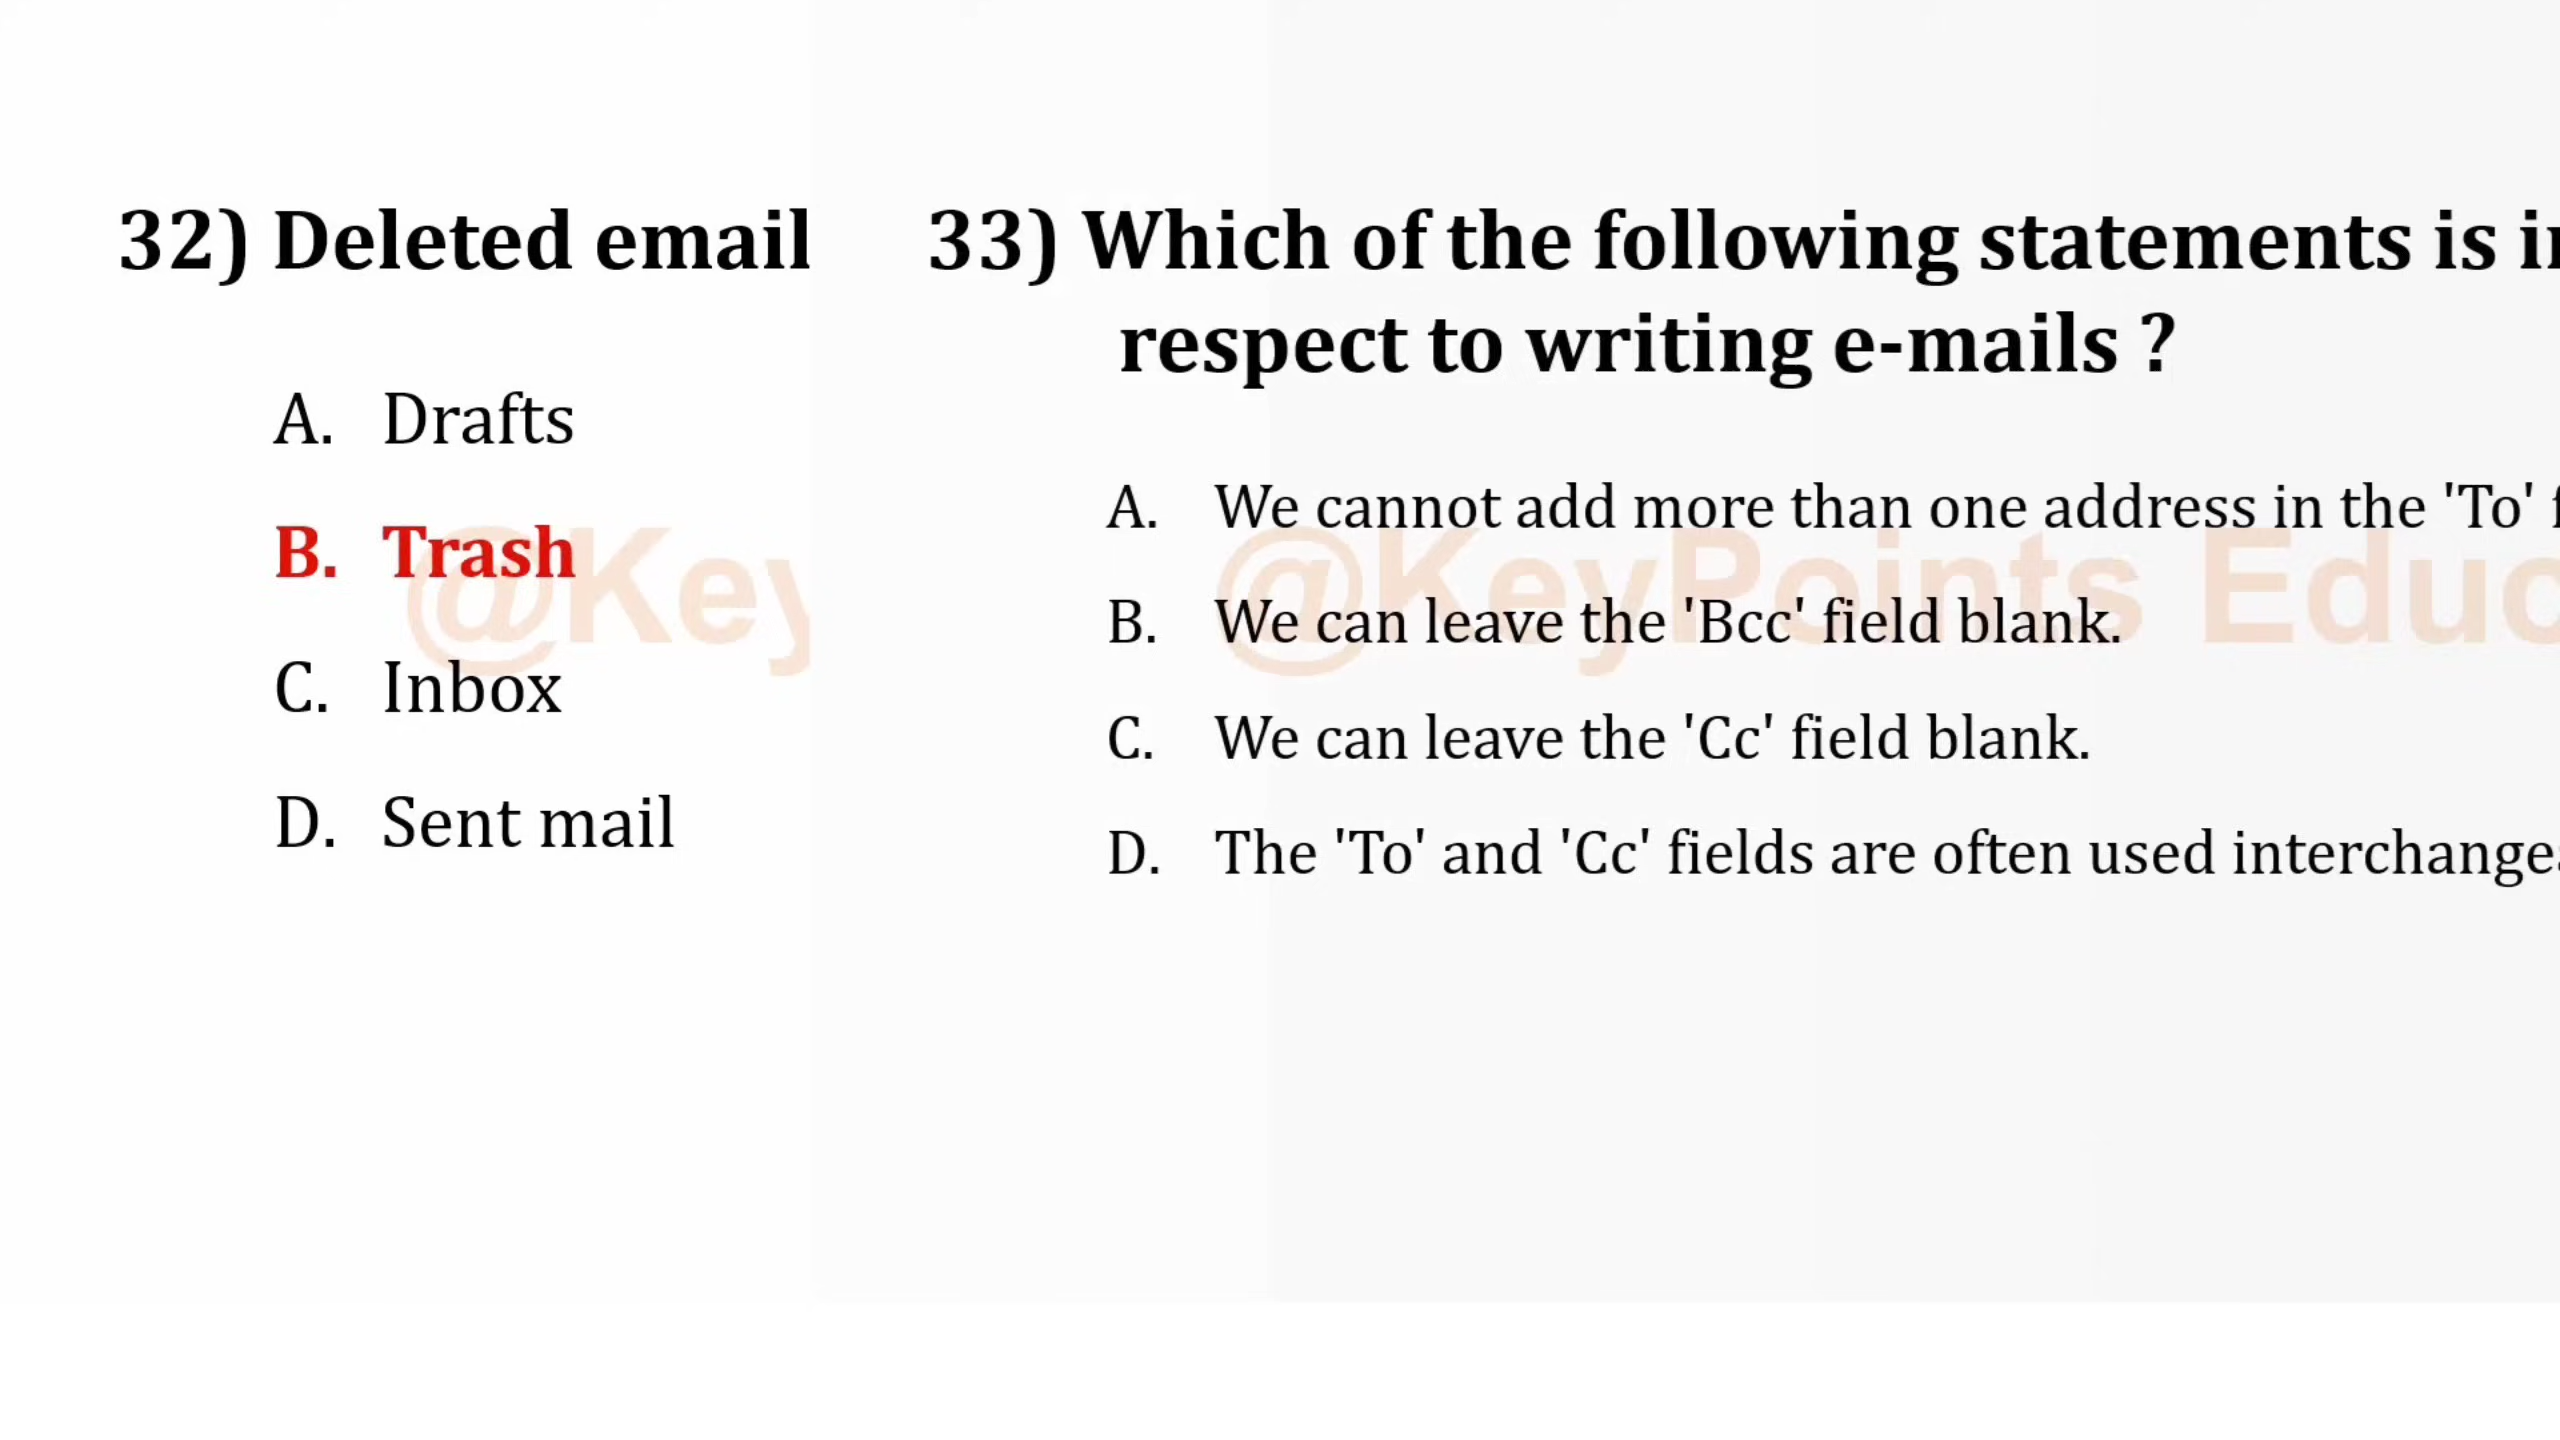 32) Deleted email
A. Drafts
B. Trash
C. Inbox
D. Sent mail
@Key
33) Which of the following statements is
respect to writing e-mails ?
A. We cannot add more than one address in the 'To'
B. We can leave the 'Bcc' field blank.
C. We can leave the 'Cc' field blank.
D. The 'To' and 'Cc' fields are often used
@KeyPoints Educ